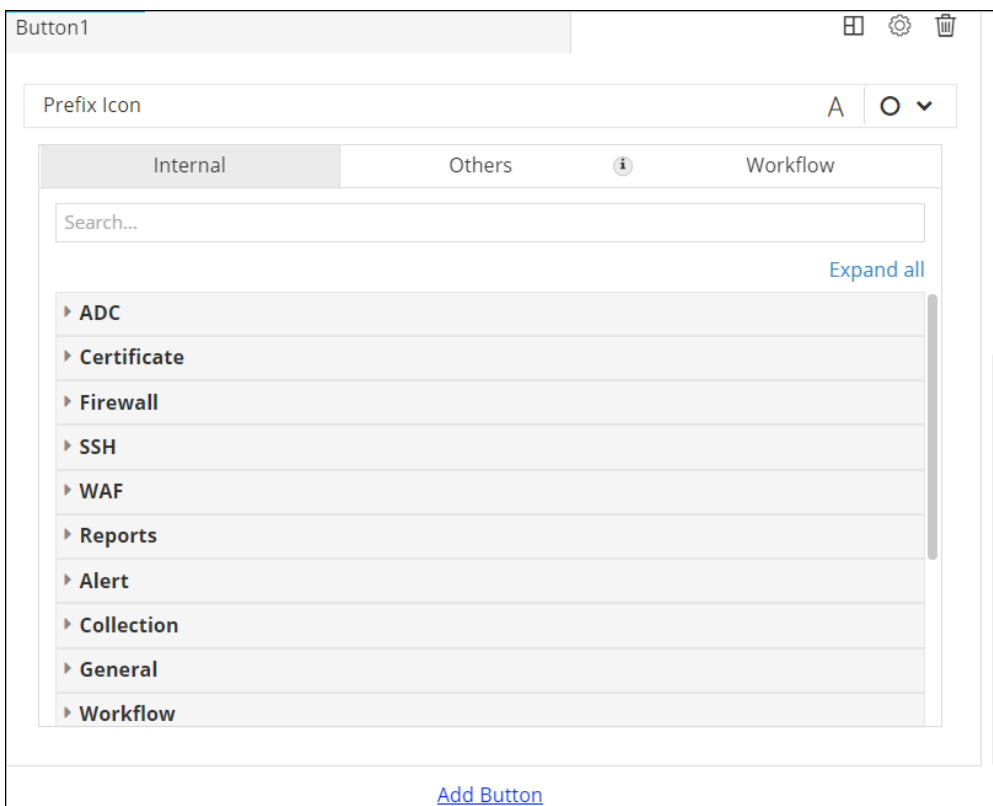 Button1
Prefix Icon A
Internal Others i Workflow
Search...
Expand all
ADC
Certificate
Firewall
SSH
WAF
Reports
Alert
Collection
General
Workflow
Add Button